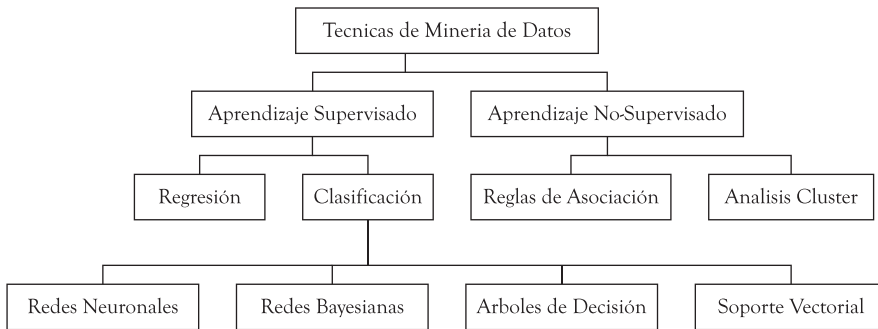 Tecnicas de Mineria de Datos
Aprendizaje Supervisado
Aprendizaje No-Supervisado
Regresión
Clasificación
Reglas de Asociación
Analisis Cluster
Redes Neuronales
Redes Bayesianas
Arboles de Decisión
Soporte Vectorial